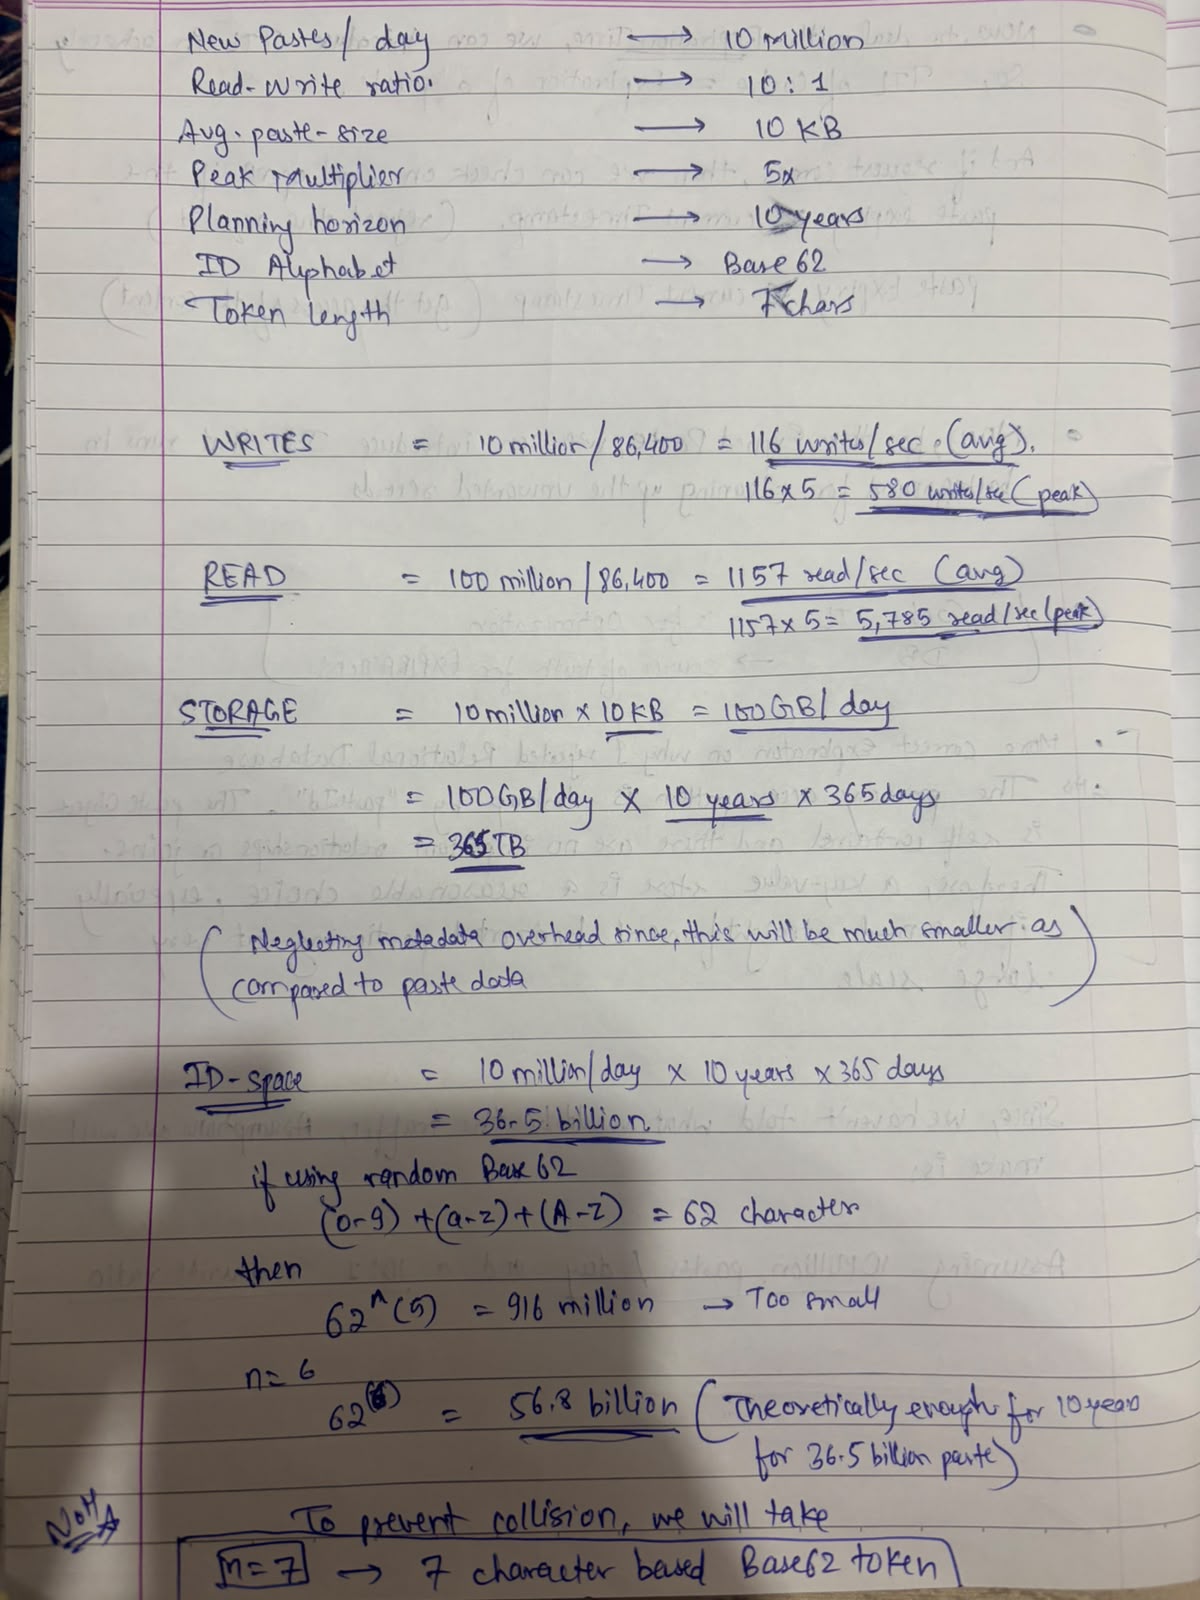 New Pastes/ day → 10 Million
Read-Write ratio. → 10 : 1
Avg. paste-size → 10 KB
Peak multiplier → 5x
Planning horizon → 10 years
ID Alphabet → Base 62
Token length → 7 chars
WRITES = 10 million / 86,400 = 116 writes/sec. (avg).
116 x 5 = 580 writes/sec (peak)
READ = 100 million / 86,400 = 1157 read/sec (avg)
1157 x 5 = 5,785 read/sec (peak)
STORAGE = 10 million x 10 KB = 100 GB/ day
= 100 GB/day x 10 years x 365 days
= 365 TB
( Neglecting metadata overhead since, this will be much smaller as
compared to paste data )
ID-space = 10 million/day x 10 years x 365 days
= 36.5 billion
if using random Base 62
(0-9) + (a-z) + (A-Z) = 62 character
then
62^(5) = 916 million → Too small
n = 6
62^(6) = 56.8 billion ( Theoretically enough for 10 years
for 36.5 billion paste)
To prevent collision, we will take
n = 7 → 7 character based Base62 token